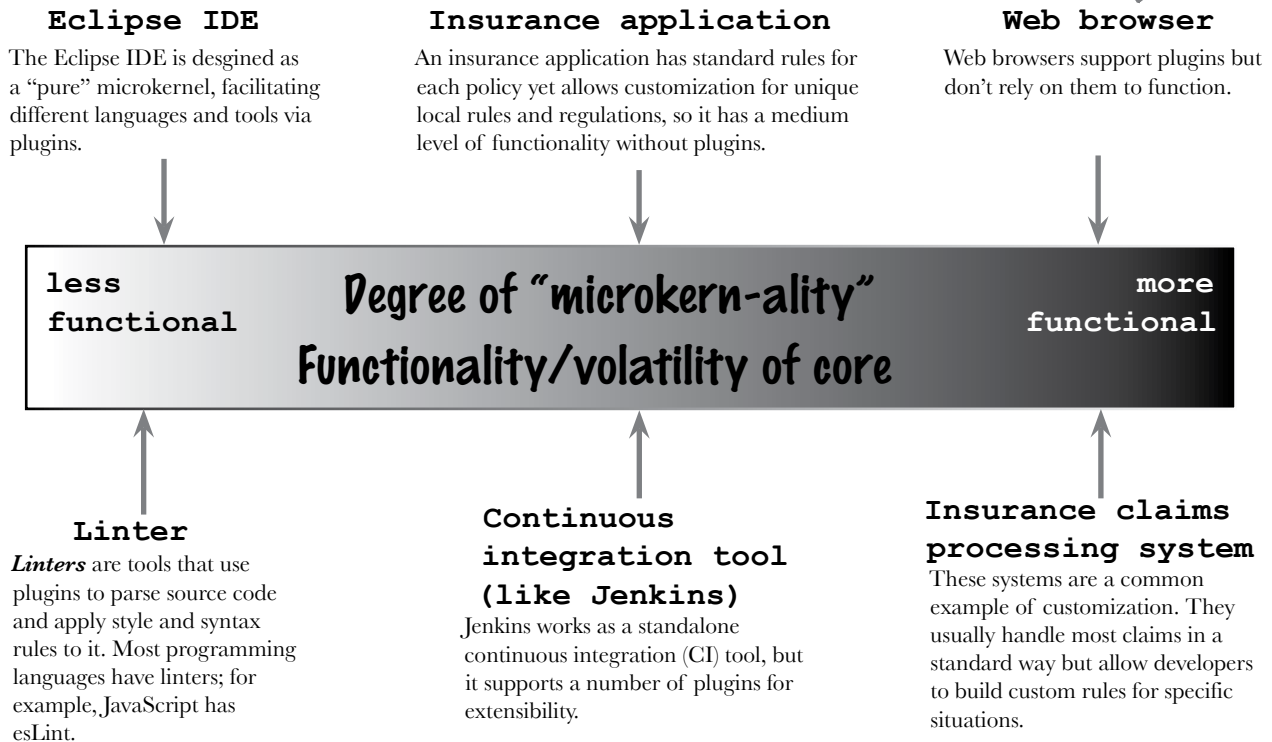 Eclipse IDE
The Eclipse IDE is desgined as
a “pure” microkernel, facilitating
different languages and tools via
plugins.
Insurance application
An insurance application has standard rules for
each policy yet allows customization for unique
local rules and regulations, so it has a medium
level of functionality without plugins.
Web browser
Web browsers support plugins but
don’t rely on them to function.
less
functional
Degree of “microkern-ality”
Functionality/volatility of core
more
functional
Linter
Linters are tools that use
plugins to parse source code
and apply style and syntax
rules to it. Most programming
languages have linters; for
example, JavaScript has
esLint.
Continuous
integration tool
(like Jenkins)
Jenkins works as a standalone
continuous integration (CI) tool, but
it supports a number of plugins for
extensibility.
Insurance claims
processing system
These systems are a common
example of customization. They
usually handle most claims in a
standard way but allow developers
to build custom rules for specific
situations.